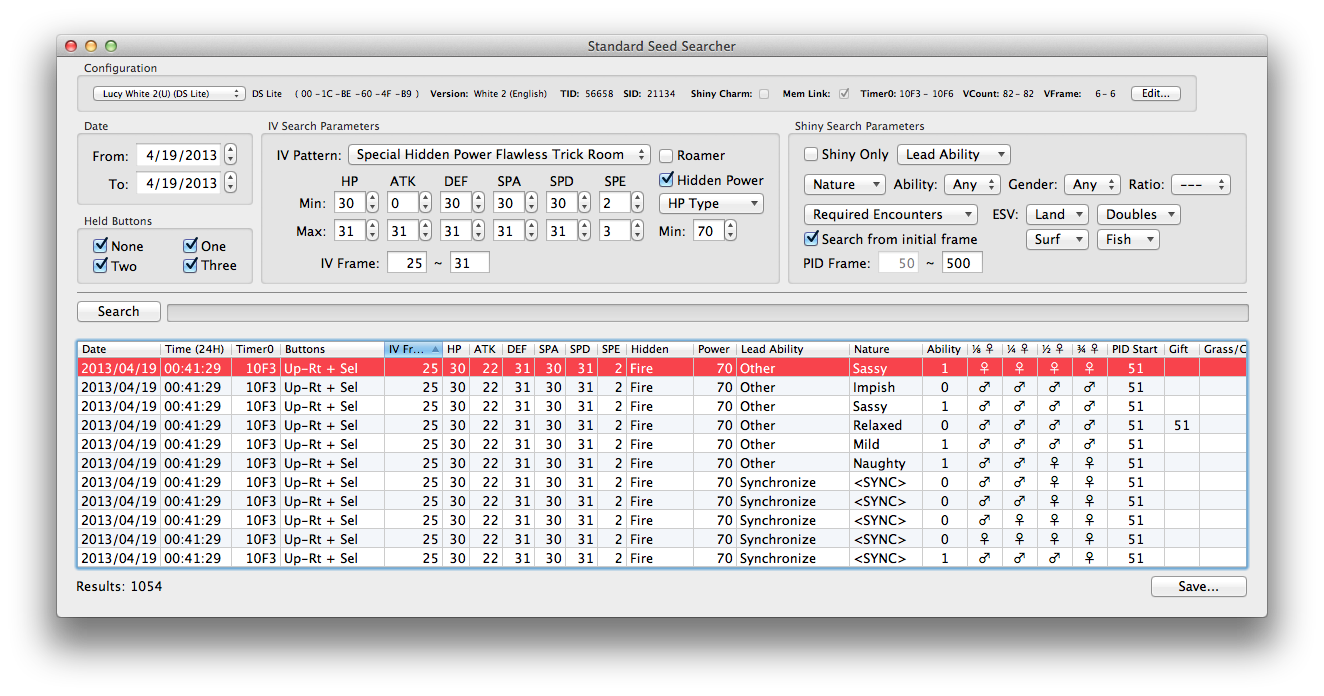 Standard Seed Searcher
Configuration
Lucy White 2(U) (DS Lite) DS Lite ( 00 -1C -BE -60 -4F -B9 ) Version: White 2 (English) TID: 56658 SID: 21134 Shiny Charm: Mem Link: Timer0: 10F3 - 10F6 VCount: 82 - 82 VFrame: 6 - 6 Edit...
Date IV Search Parameters Shiny Search Parameters
From: 4/19/2013 IV Pattern: Special Hidden Power Flawless Trick Room Roamer Shiny Only Lead Ability
To: 4/19/2013 HP ATK DEF SPA SPD SPE Hidden Power Nature Ability: Any Gender: Any Ratio: ---
Min: 30 0 30 30 30 2 HP Type Required Encounters ESV: Land Doubles
Held Buttons Max: 31 31 31 31 31 3 Min: 70 Search from initial frame Surf Fish
None One
Two Three IV Frame: 25 ~ 31 PID Frame: 50 ~ 500
Search
Date Time (24H) Timer0 Buttons IV Fr... HP ATK DEF SPA SPD SPE Hidden Power Lead Ability Nature Ability ⅛ ♀ ¼ ♀ ½ ♀ ¾ ♀ PID Start Gift Grass/C
2013/04/19 00:41:29 10F3 Up-Rt + Sel 25 30 22 31 30 31 2 Fire 70 Other Sassy 1 ♀ ♀ ♀ ♀ 51
2013/04/19 00:41:29 10F3 Up-Rt + Sel 25 30 22 31 30 31 2 Fire 70 Other Impish 0 ♂ ♂ ♂ ♂ 51
2013/04/19 00:41:29 10F3 Up-Rt + Sel 25 30 22 31 30 31 2 Fire 70 Other Sassy 1 ♂ ♂ ♂ ♂ 51
2013/04/19 00:41:29 10F3 Up-Rt + Sel 25 30 22 31 30 31 2 Fire 70 Other Relaxed 0 ♂ ♂ ♂ ♂ 51 51
2013/04/19 00:41:29 10F3 Up-Rt + Sel 25 30 22 31 30 31 2 Fire 70 Other Mild 1 ♂ ♂ ♂ ♂ 51
2013/04/19 00:41:29 10F3 Up-Rt + Sel 25 30 22 31 30 31 2 Fire 70 Other Naughty 1 ♂ ♂ ♀ ♀ 51
2013/04/19 00:41:29 10F3 Up-Rt + Sel 25 30 22 31 30 31 2 Fire 70 Synchronize <SYNC> 0 ♂ ♂ ♀ ♀ 51
2013/04/19 00:41:29 10F3 Up-Rt + Sel 25 30 22 31 30 31 2 Fire 70 Synchronize <SYNC> 0 ♂ ♂ ♀ ♀ 51
2013/04/19 00:41:29 10F3 Up-Rt + Sel 25 30 22 31 30 31 2 Fire 70 Synchronize <SYNC> 0 ♂ ♀ ♀ ♀ 51
2013/04/19 00:41:29 10F3 Up-Rt + Sel 25 30 22 31 30 31 2 Fire 70 Synchronize <SYNC> 0 ♀ ♀ ♀ ♀ 51
2013/04/19 00:41:29 10F3 Up-Rt + Sel 25 30 22 31 30 31 2 Fire 70 Synchronize <SYNC> 1 ♂ ♂ ♂ ♀ 51
Results: 1054 Save...